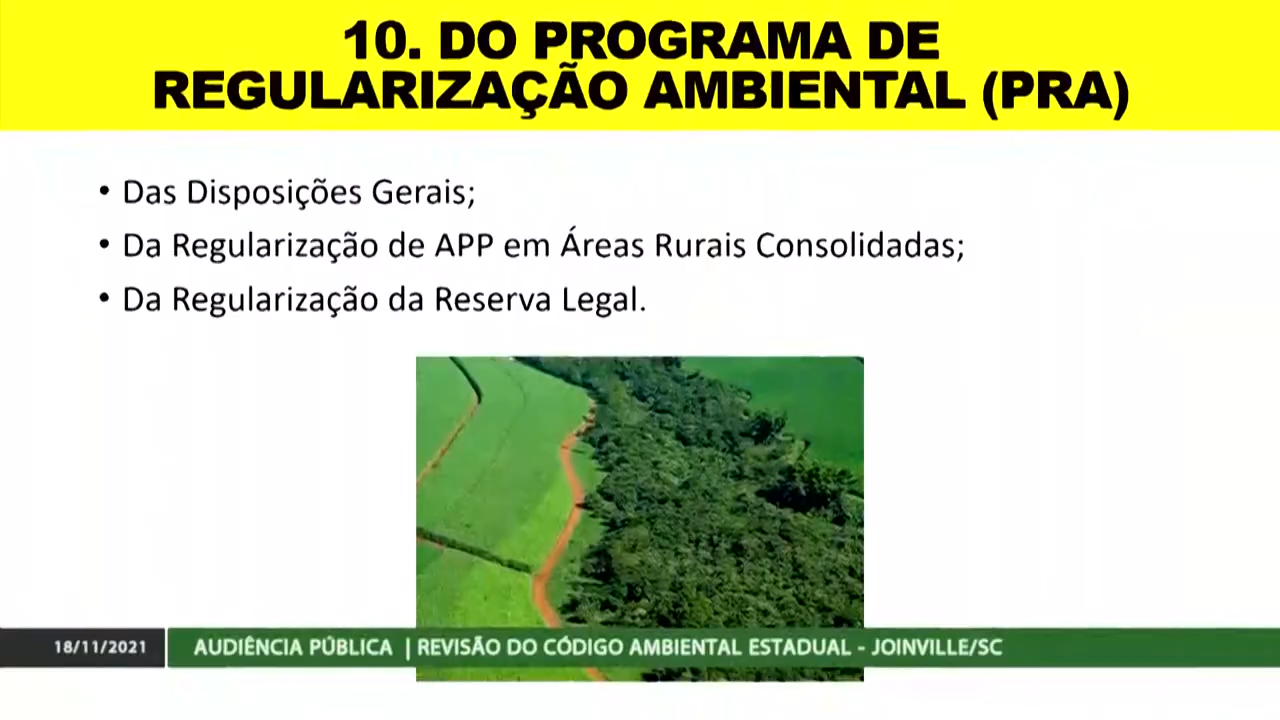 10. DO PROGRAMA DE
REGULARIZAÇÃO AMBIENTAL (PRA)
• Das Disposições Gerais;
• Da Regularização de APP em Áreas Rurais Consolidadas;
• Da Regularização da Reserva Legal.
18/11/2021 AUDIÊNCIA PÚBLICA | REVISÃO DO CÓDIGO AMBIENTAL ESTADUAL - JOINVILLE/SC